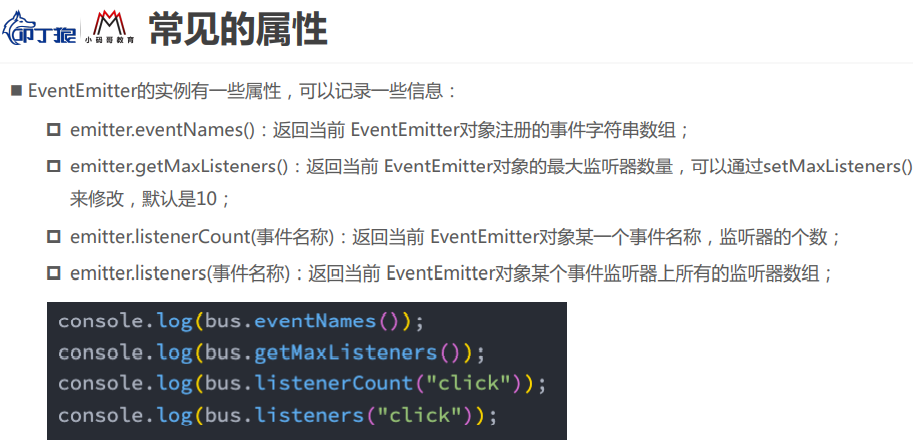 叩丁狼
小码哥教育
常见的属性
■ EventEmitter的实例有一些属性，可以记录一些信息：
emitter.eventNames()：返回当前 EventEmitter对象注册的事件字符串数组；
emitter.getMaxListeners()：返回当前 EventEmitter对象的最大监听器数量，可以通过setMaxListeners()
来修改，默认是10；
emitter.listenerCount(事件名称)：返回当前 EventEmitter对象某一个事件名称，监听器的个数；
emitter.listeners(事件名称)：返回当前 EventEmitter对象某个事件监听器上所有的监听器数组；
console.log(bus.eventNames());
console.log(bus.getMaxListeners());
console.log(bus.listenerCount("click"));
console.log(bus.listeners("click"));